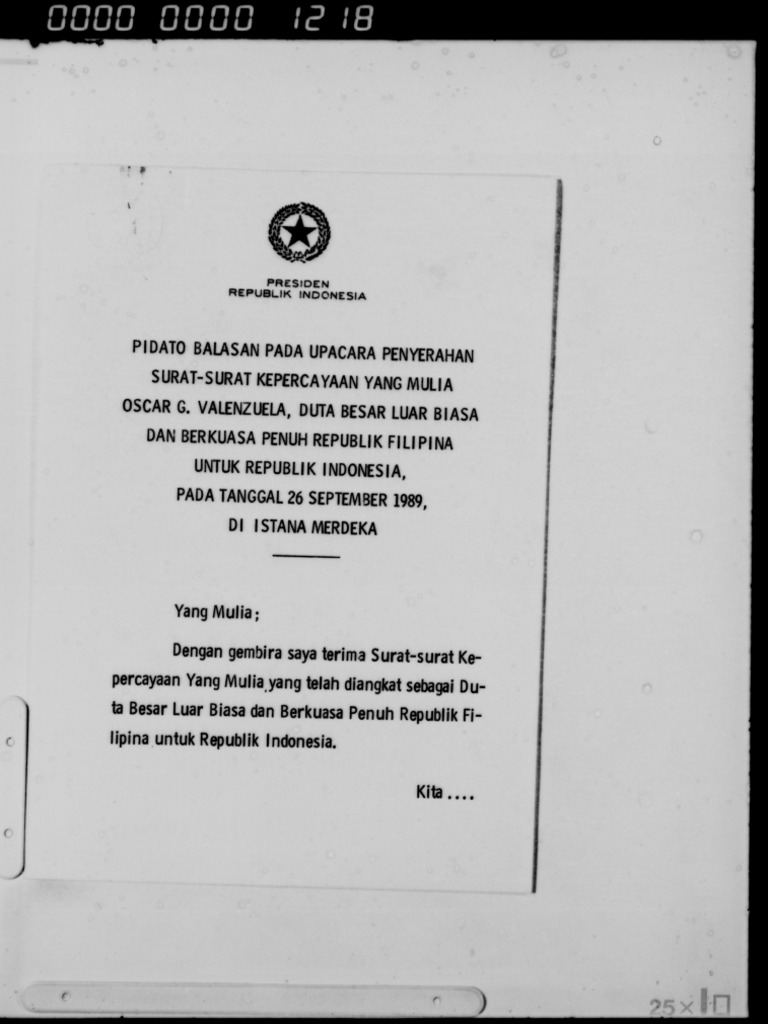 0000 0000 1218
PRESIDEN
REPUBLIK INDONESIA
PIDATO BALASAN PADA UPACARA PENYERAHAN
SURAT-SURAT KEPERCAYAAN YANG MULIA
OSCAR G. VALENZUELA, DUTA BESAR LUAR BIASA
DAN BERKUASA PENUH REPUBLIK FILIPINA
UNTUK REPUBLIK INDONESIA,
PADA TANGGAL 26 SEPTEMBER 1989,
DI ISTANA MERDEKA
Yang Mulia;
Dengan gembira saya terima Surat-surat Ke-
percayaan Yang Mulia, yang telah diangkat sebagai Du-
ta Besar Luar Biasa dan Berkuasa Penuh Republik Fi-
lipina untuk Republik Indonesia.
Kita ....
25×